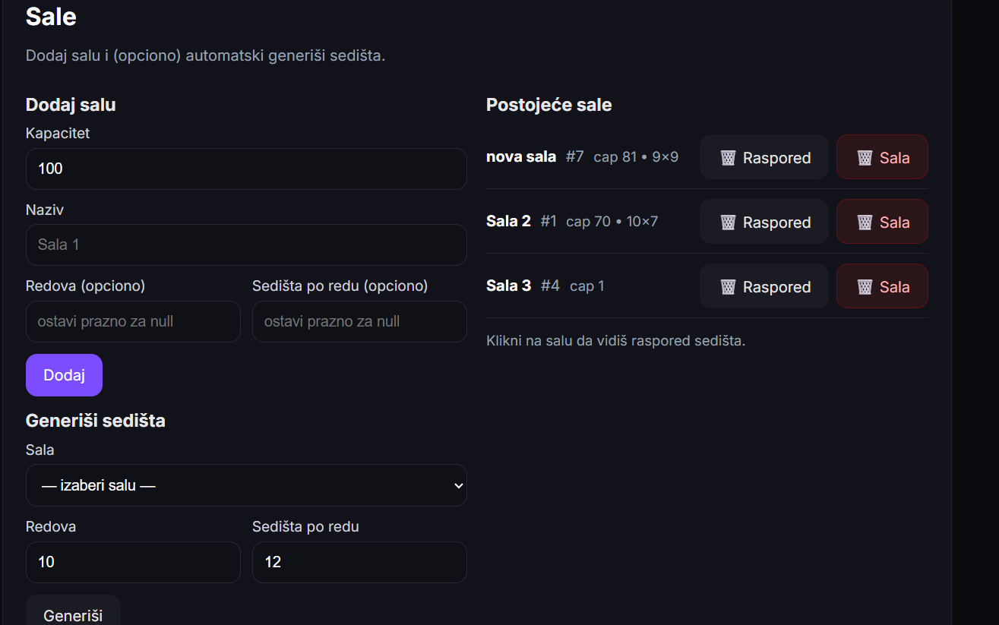 Sale
Dodaj salu i (opciono) automatski generiši sedišta.
Dodaj salu
Kapacitet
100
Naziv
Sala 1
Redova (opciono)
Sedišta po redu (opciono)
ostavi prazno za null
ostavi prazno za null
Dodaj
Generiši sedišta
Sala
— izaberi salu —
Redova
Sedišta po redu
10
12
Generiši
Postojeće sale
nova sala #7 cap 81 • 9×9
Raspored
Sala
Sala 2 #1 cap 70 • 10×7
Raspored
Sala
Sala 3 #4 cap 1
Raspored
Sala
Klikni na salu da vidiš raspored sedišta.